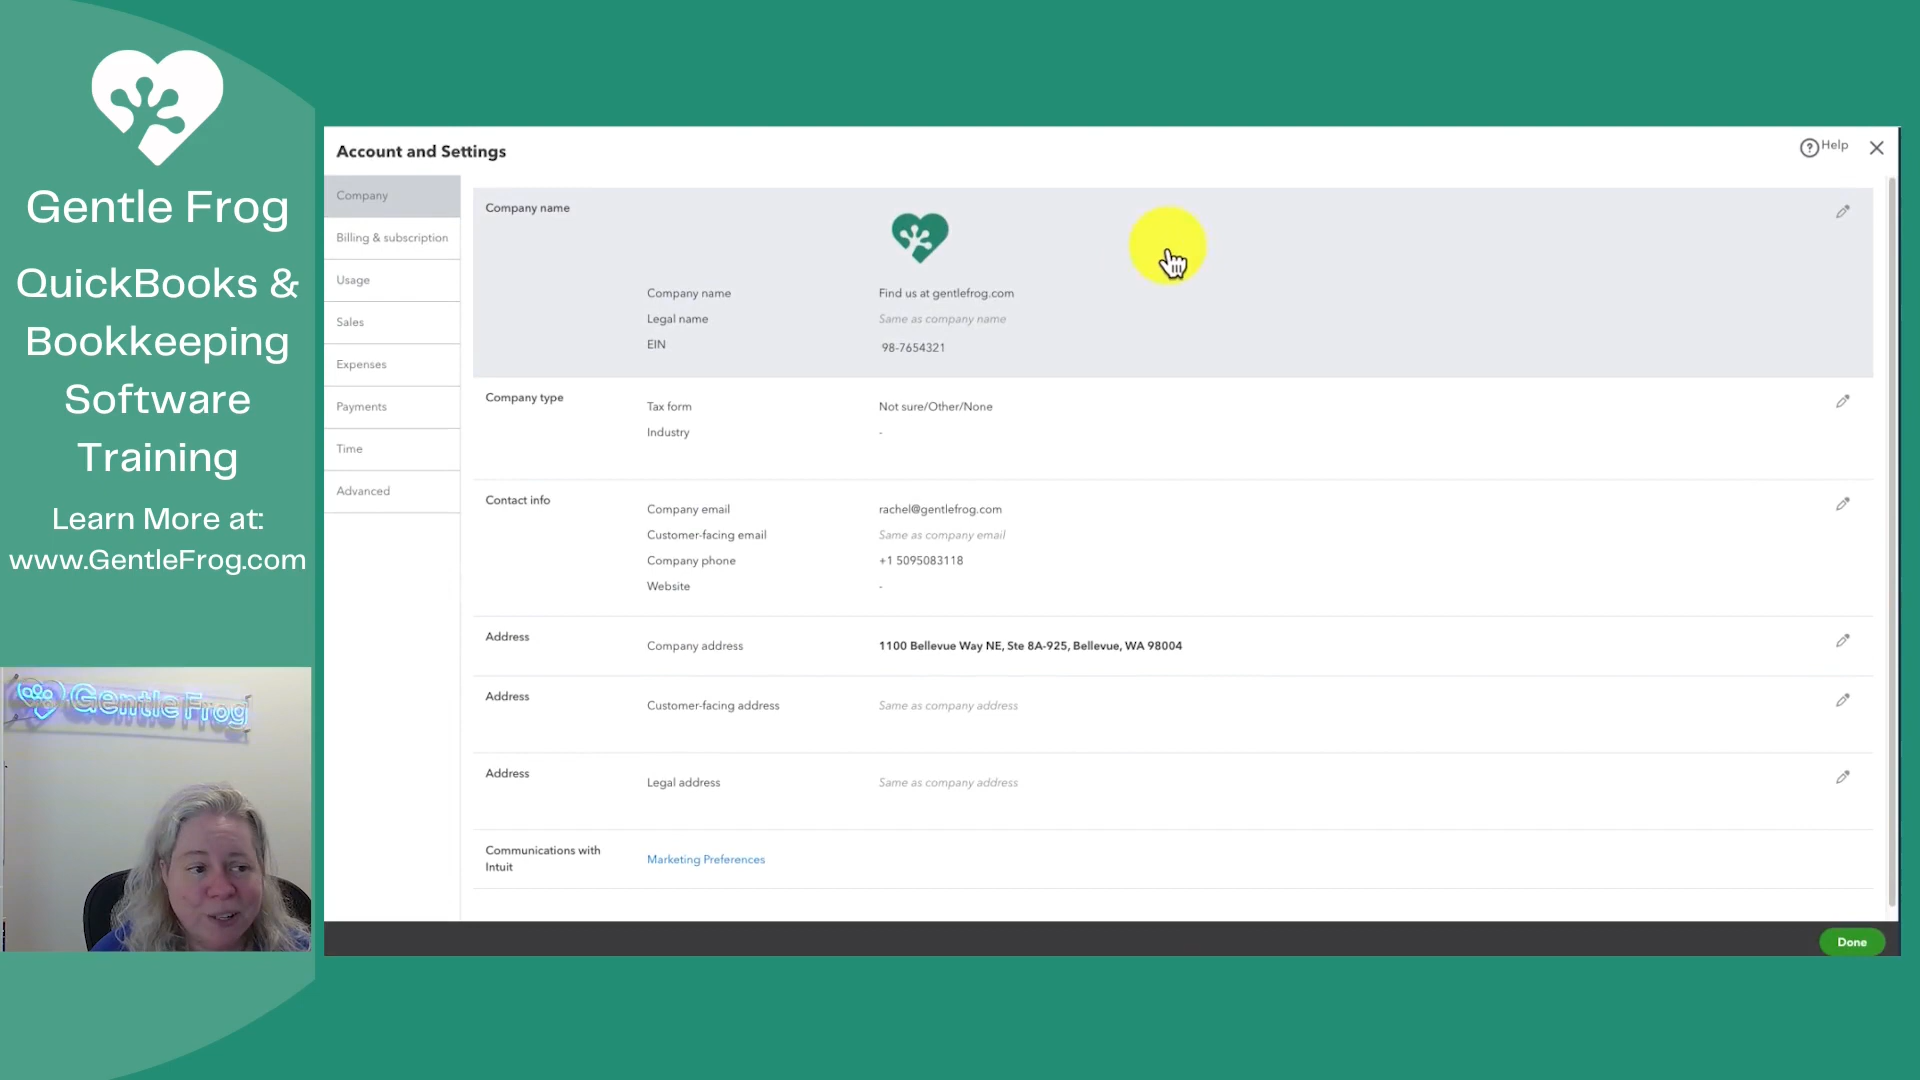 Gentle Frog
QuickBooks &
Bookkeeping
Software
Training
Learn More at:
www.GentleFrog.com
Gentle Frog
Account and Settings
Help
Company
Billing & subscription
Usage
Sales
Expenses
Payments
Time
Advanced
Company name
Company name Find us at gentlefrog.com
Legal name Same as company name
EIN 98-7654321
Company type
Tax form Not sure/Other/None
Industry -
Contact info
Company email rachel@gentlefrog.com
Customer-facing email Same as company email
Company phone +1 5095083118
Website -
Address
Company address 1100 Bellevue Way NE, Ste 8A-925, Bellevue, WA 98004
Address
Customer-facing address Same as company address
Address
Legal address Same as company address
Communications with
Intuit
Marketing Preferences
Done